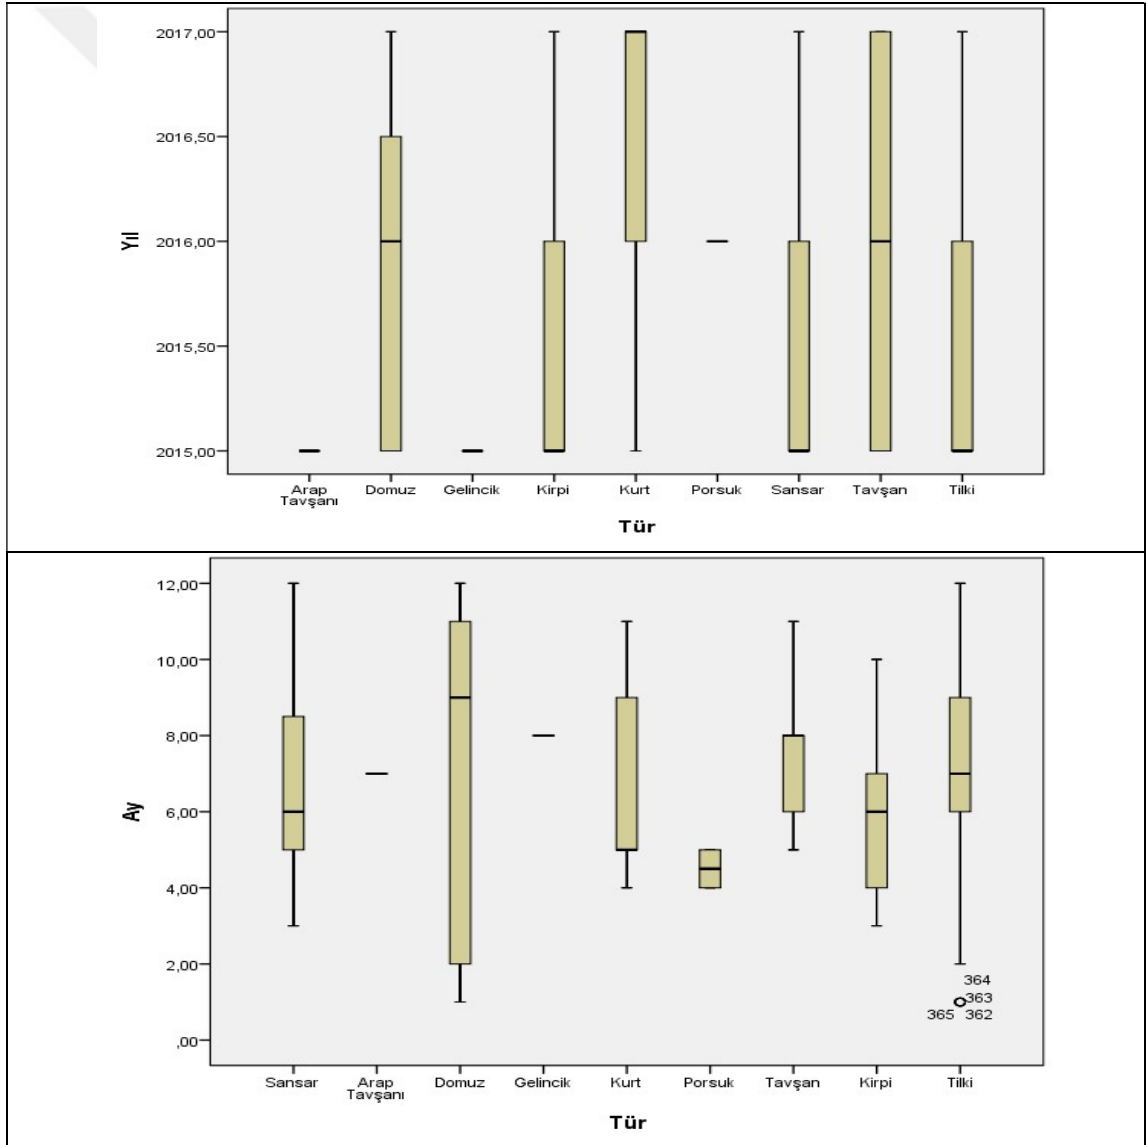 2017,00
2016,50
2016,00
2015,50
2015,00
Yıl
Arap Tavşanı
Domuz
Gelincik
Kirpi
Kurt
Porsuk
Sansar
Tavşan
Tilki
Tür
12,00
10,00
8,00
6,00
4,00
2,00
,00
Ay
364
363
365 362
Sansar
Arap Tavşanı
Domuz
Gelincik
Kurt
Porsuk
Tavşan
Kirpi
Tilki
Tür